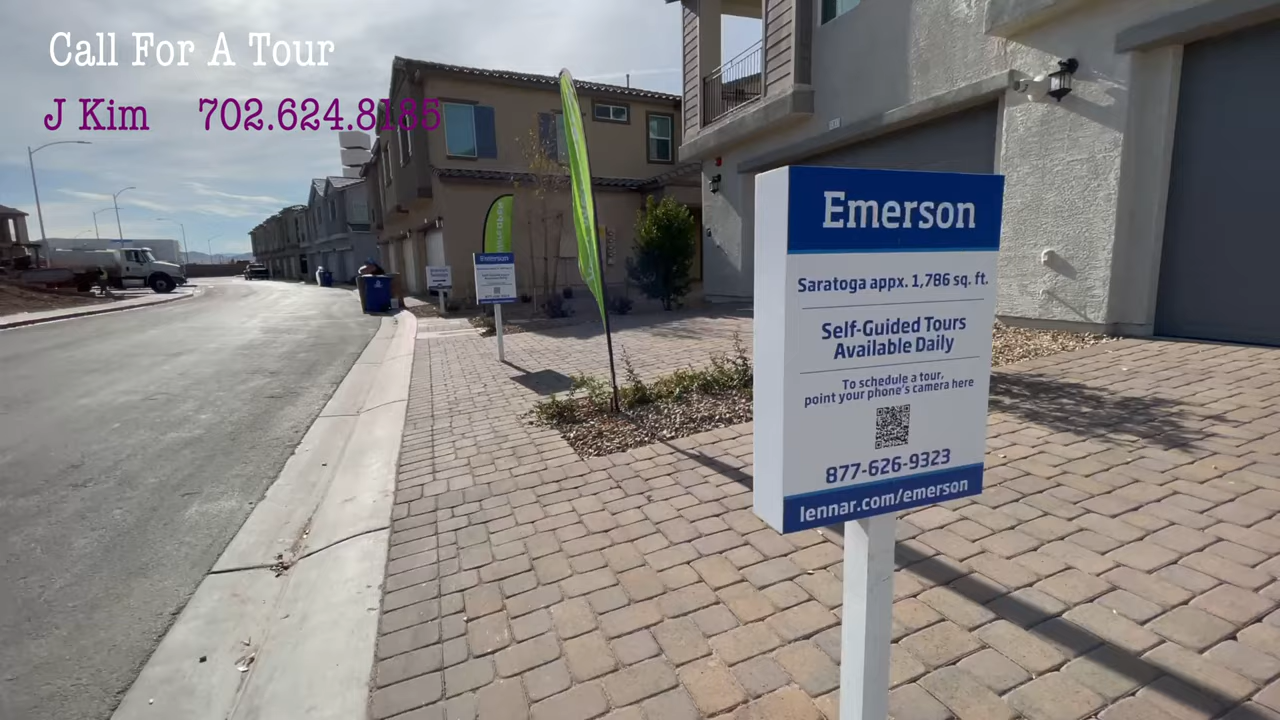 Call For A Tour
J Kim 702.624.8185
Emerson
Saratoga appx. 1,786 sq. ft.
Self-Guided Tours
Available Daily
To schedule a tour,
point your phone's camera here
877-626-9323
lennar.com/emerson
Emerson